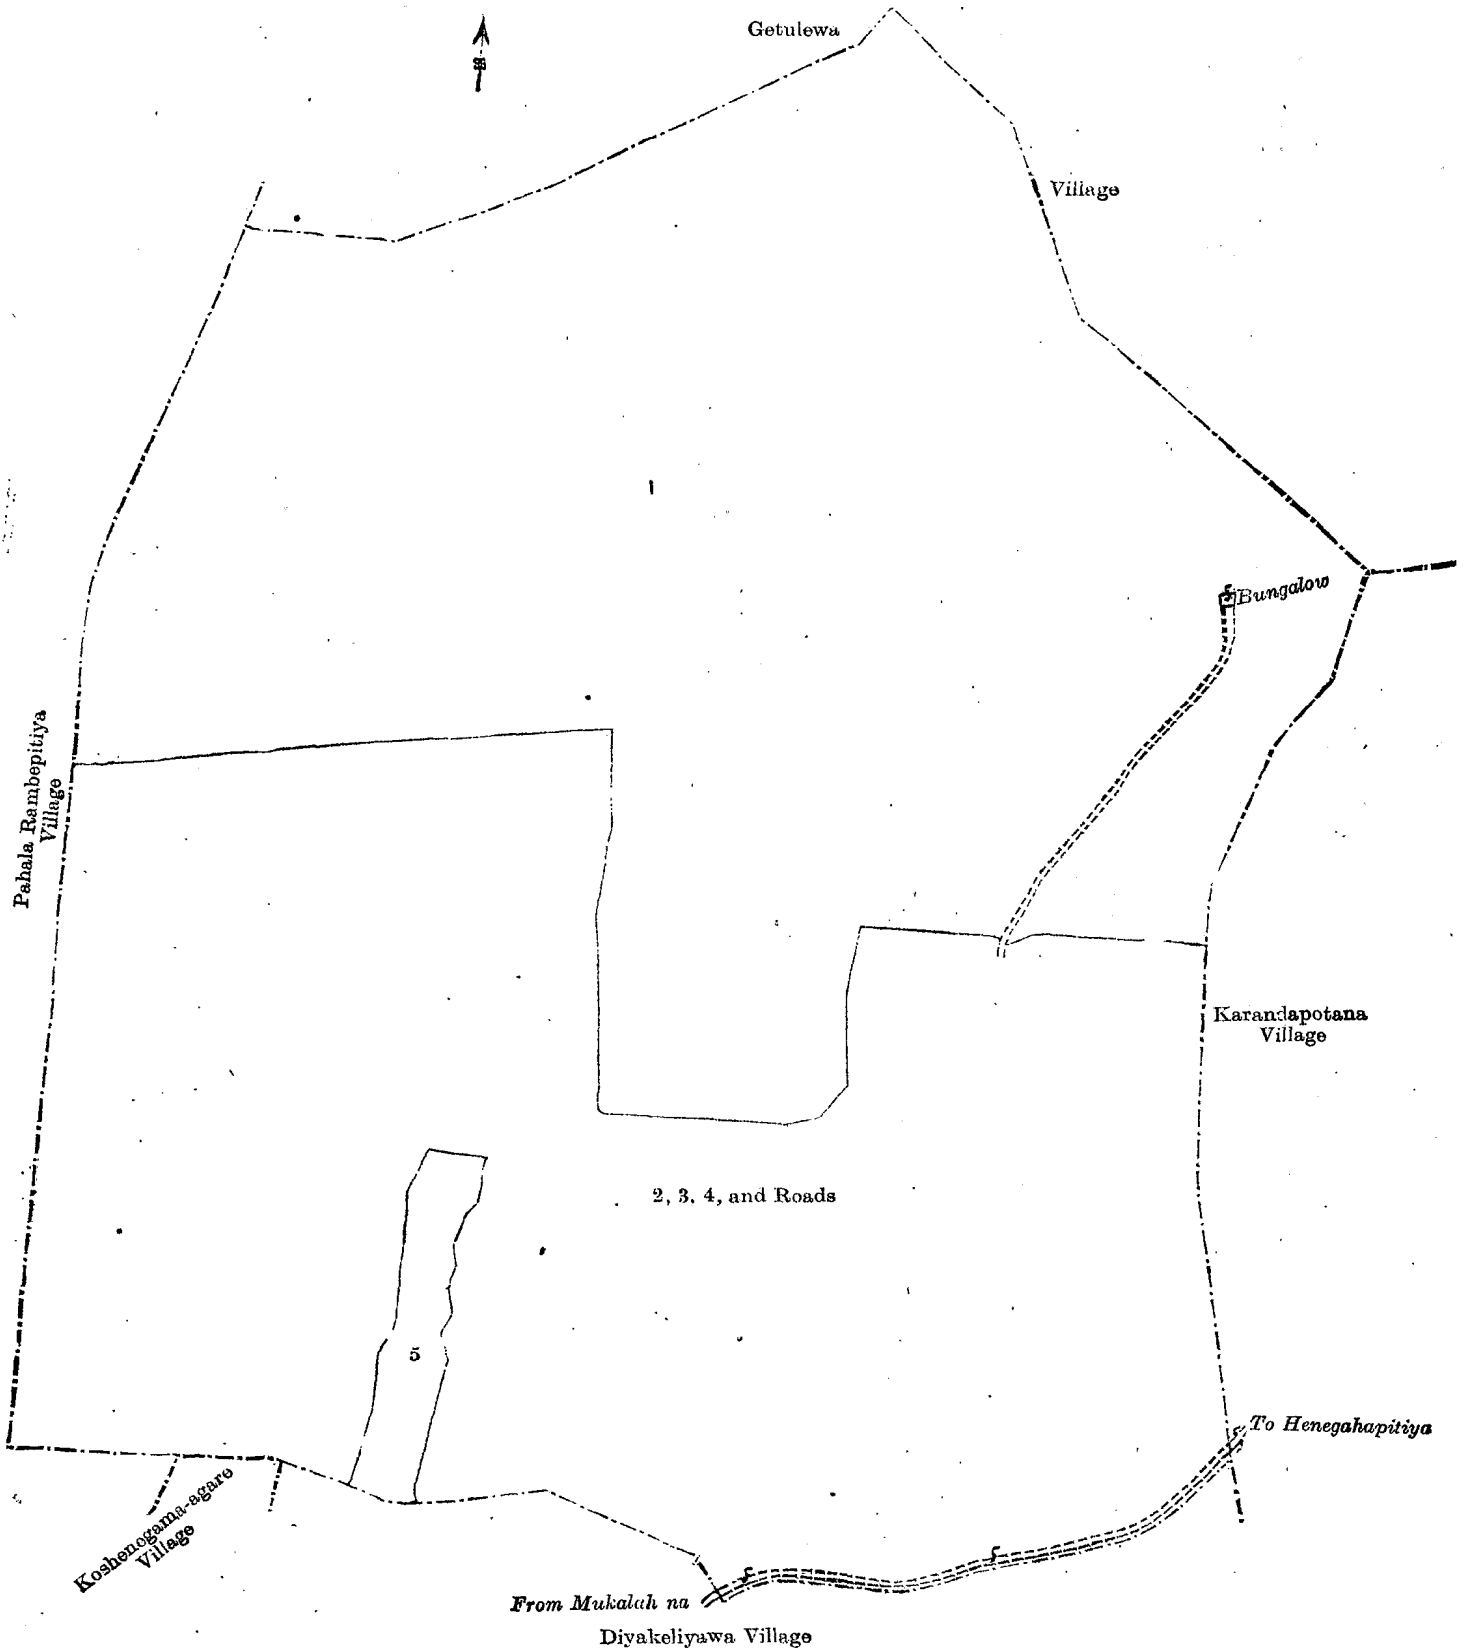 Getulewa
Village
1
Bungalow
Pahala Rambepitiya
Village
Karandapotana
Village
2, 3, 4, and Roads
5
To Henegahapitiya
Koshenegama-agare
Village
From Mukalah na
Diyakeliyawa Village